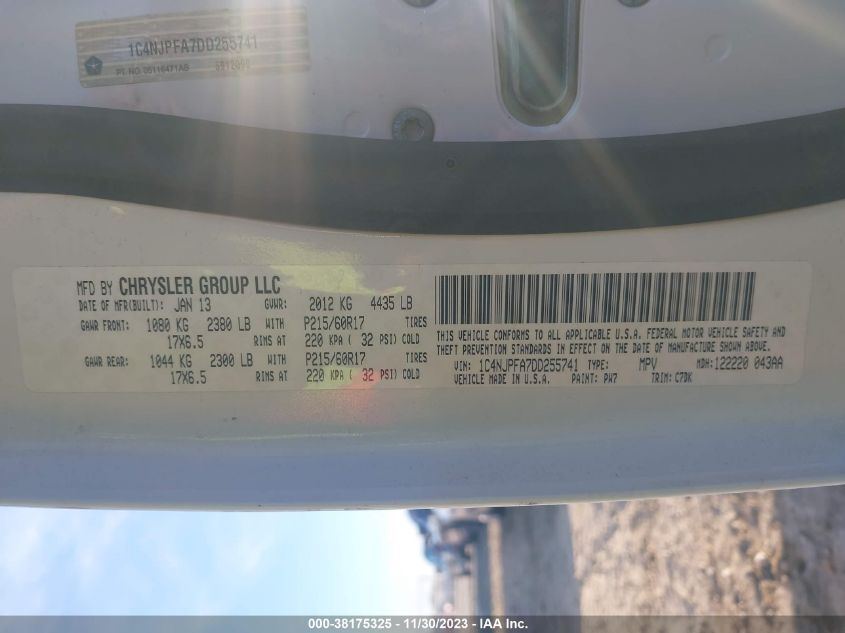 1C4NJPFA7DD255741
PT. NO. 05116471AB
MFD BY CHRYSLER GROUP LLC
DATE OF MFR(BUILT): JAN 13 GVWR: 2012 KG 4435 LB
GAWR FRONT: 1080 KG 2380 LB WITH P215/60R17 TIRES
17X6.5 RIMS AT 220 KPA ( 32 PSI) COLD
GAWR REAR: 1044 KG 2300 LB WITH P215/60R17 TIRES
17X6.5 RIMS AT 220 KPA ( 32 PSI) COLD
THIS VEHICLE CONFORMS TO ALL APPLICABLE U.S.A. FEDERAL MOTOR VEHICLE SAFETY AND
THEFT PREVENTION STANDARDS IN EFFECT ON THE DATE OF MANUFACTURE SHOWN ABOVE.
VIN: 1C4NJPFA7DD255741 TYPE: MPV MDH: 122220 043AA
VEHICLE MADE IN U.S.A. PAINT: PW7 TRIM: C7DK
000-38175325 - 11/30/2023 - IAA Inc.